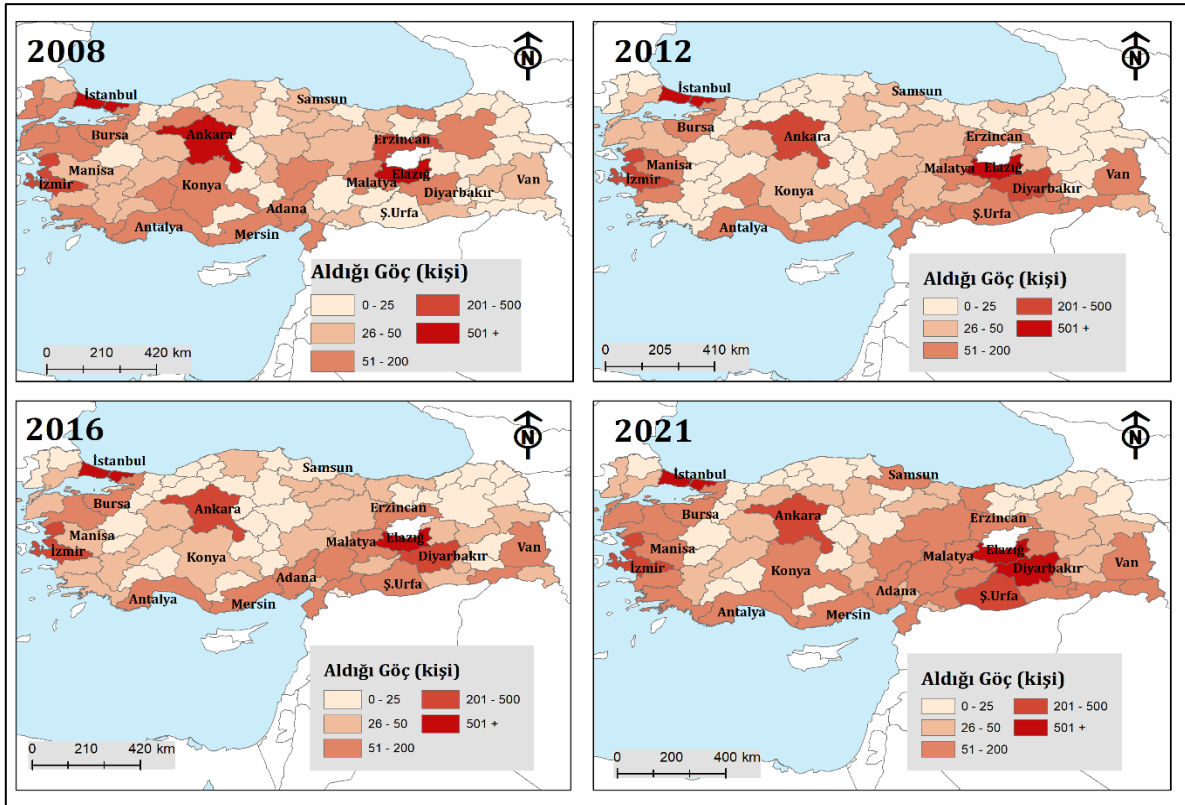 2008
N
İstanbul
Samsun
Bursa
Ankara
Erzincan
Manisa
Elazığ
İzmir
Konya
Malatya
Van
Diyarbakır
Adana
Ş.Urfa
Antalya
Mersin
Aldığı Göç (kişi)
0 - 25
201 - 500
26 - 50
501 +
51 - 200
0 210 420 km
2012
N
İstanbul
Samsun
Bursa
Ankara
Erzincan
Manisa
Malatya
Elazığ
İzmir
Van
Diyarbakır
Konya
Ş.Urfa
Antalya
Adana
Mersin
Aldığı Göç (kişi)
0 - 25
201 - 500
26 - 50
501 +
51 - 200
0 205 410 km
2016
N
İstanbul
Samsun
Bursa
Ankara
Erzincan
Manisa
Malatya
Elazığ
Van
İzmir
Konya
Diyarbakır
Adana
Ş.Urfa
Antalya
Mersin
Aldığı Göç (kişi)
0 - 25
201 - 500
26 - 50
501 +
51 - 200
0 210 420 km
2021
N
İstanbul
Samsun
Bursa
Ankara
Erzincan
Manisa
Malatya
Elazığ
İzmir
Konya
Diyarbakır
Van
Adana
Ş.Urfa
Antalya
Mersin
Aldığı Göç (kişi)
0 - 25
201 - 500
26 - 50
501 +
51 - 200
0 200 400 km